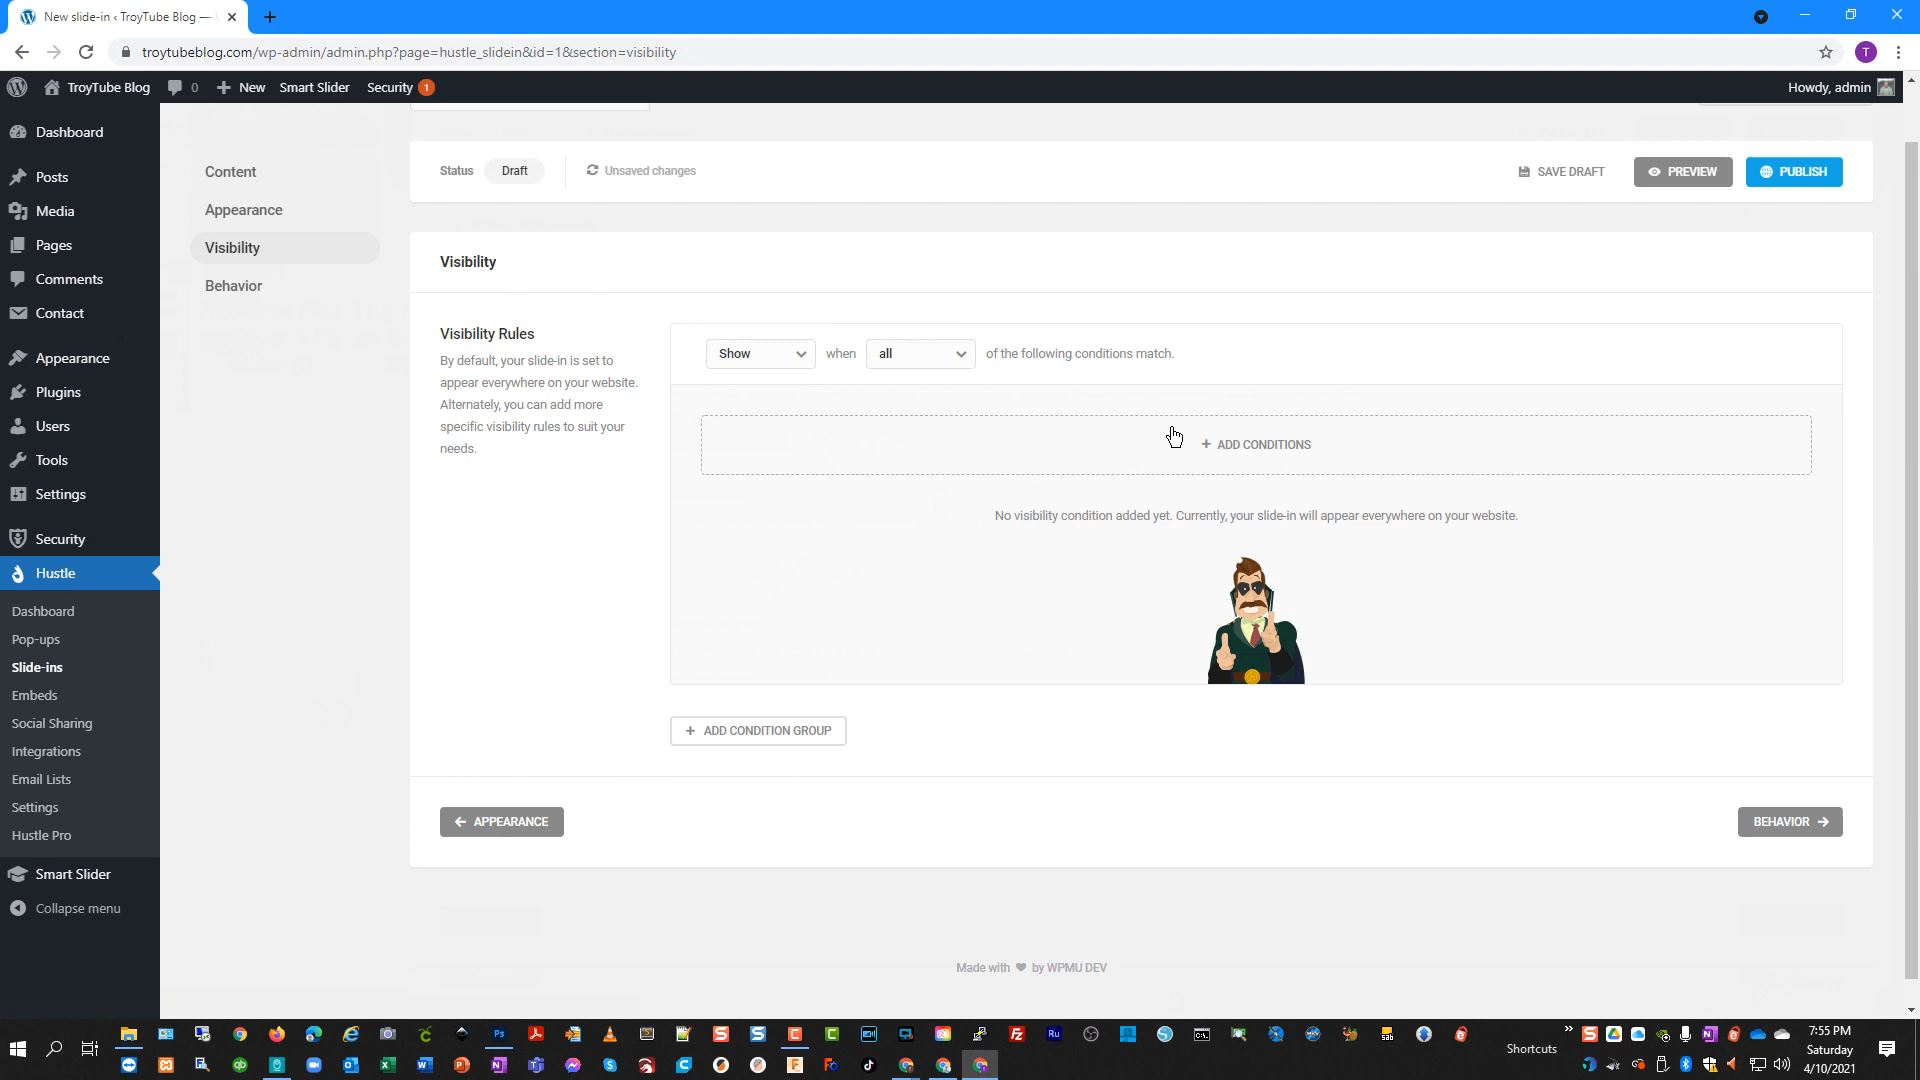 New slide-in ‹ TroyTube Blog —
troytubeblog.com/wp-admin/admin.php?page=hustle_slidein&id=1&section=visibility
T
TroyTube Blog
0
New
Smart Slider
Security 1
Howdy, admin
Dashboard
Posts
Media
Pages
Comments
Contact
Appearance
Plugins
Users
Tools
Settings
Security
Hustle
Dashboard
Pop-ups
Slide-ins
Embeds
Social Sharing
Integrations
Email Lists
Settings
Hustle Pro
Smart Slider
Collapse menu
Content
Appearance
Visibility
Behavior
Status Draft Unsaved changes
SAVE DRAFT
PREVIEW
PUBLISH
Visibility
Visibility Rules
By default, your slide-in is set to
appear everywhere on your website.
Alternately, you can add more
specific visibility rules to suit your
needs.
Show when all of the following conditions match.
+ ADD CONDITIONS
No visibility condition added yet. Currently, your slide-in will appear everywhere on your website.
+ ADD CONDITION GROUP
← APPEARANCE
BEHAVIOR →
Made with ♥ by WPMU DEV
Shortcuts
7:55 PM
Saturday
4/10/2021